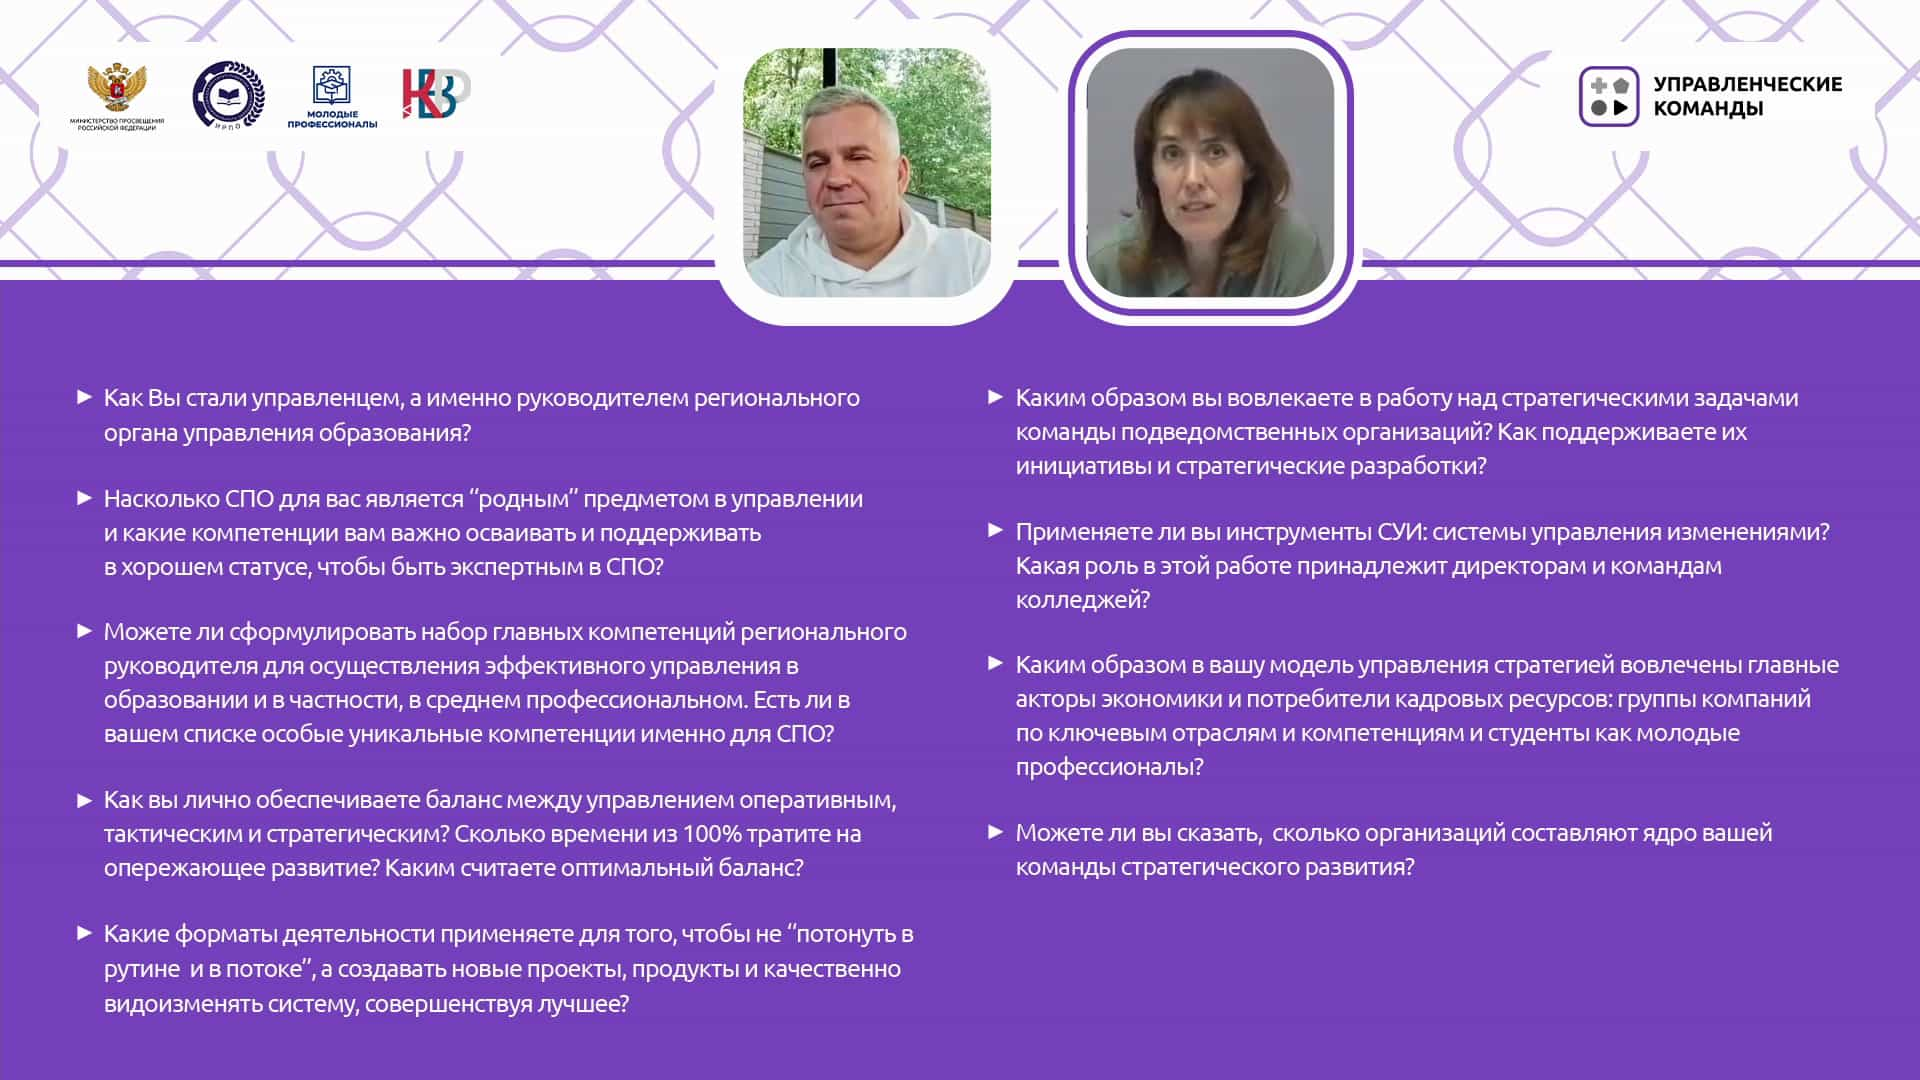 МИНИСТЕРСТВО ПРОСВЕЩЕНИЯ
РОССИЙСКОЙ ФЕДЕРАЦИИ
ИРПО
МОЛОДЫЕ
ПРОФЕССИОНАЛЫ
УПРАВЛЕНЧЕСКИЕ
КОМАНДЫ
Как Вы стали управленцем, а именно руководителем регионального
органа управления образования?
Насколько СПО для вас является “родным” предметом в управлении
и какие компетенции вам важно осваивать и поддерживать
в хорошем статусе, чтобы быть экспертным в СПО?
Можете ли сформулировать набор главных компетенций регионального
руководителя для осуществления эффективного управления в
образовании и в частности, в среднем профессиональном. Есть ли в
вашем списке особые уникальные компетенции именно для СПО?
Как вы лично обеспечиваете баланс между управлением оперативным,
тактическим и стратегическим? Сколько времени из 100% тратите на
опережающее развитие? Каким считаете оптимальный баланс?
Какие форматы деятельности применяете для того, чтобы не “потонуть в
рутине и в потоке”, а создавать новые проекты, продукты и качественно
видоизменять систему, совершенствуя лучшее?
Каким образом вы вовлекаете в работу над стратегическими задачами
команды подведомственных организаций? Как поддерживаете их
инициативы и стратегические разработки?
Применяете ли вы инструменты СУИ: системы управления изменениями?
Какая роль в этой работе принадлежит директорам и командам
колледжей?
Каким образом в вашу модель управления стратегией вовлечены главные
акторы экономики и потребители кадровых ресурсов: группы компаний
по ключевым отраслям и компетенциям и студенты как молодые
профессионалы?
Можете ли вы сказать, сколько организаций составляют ядро вашей
команды стратегического развития?